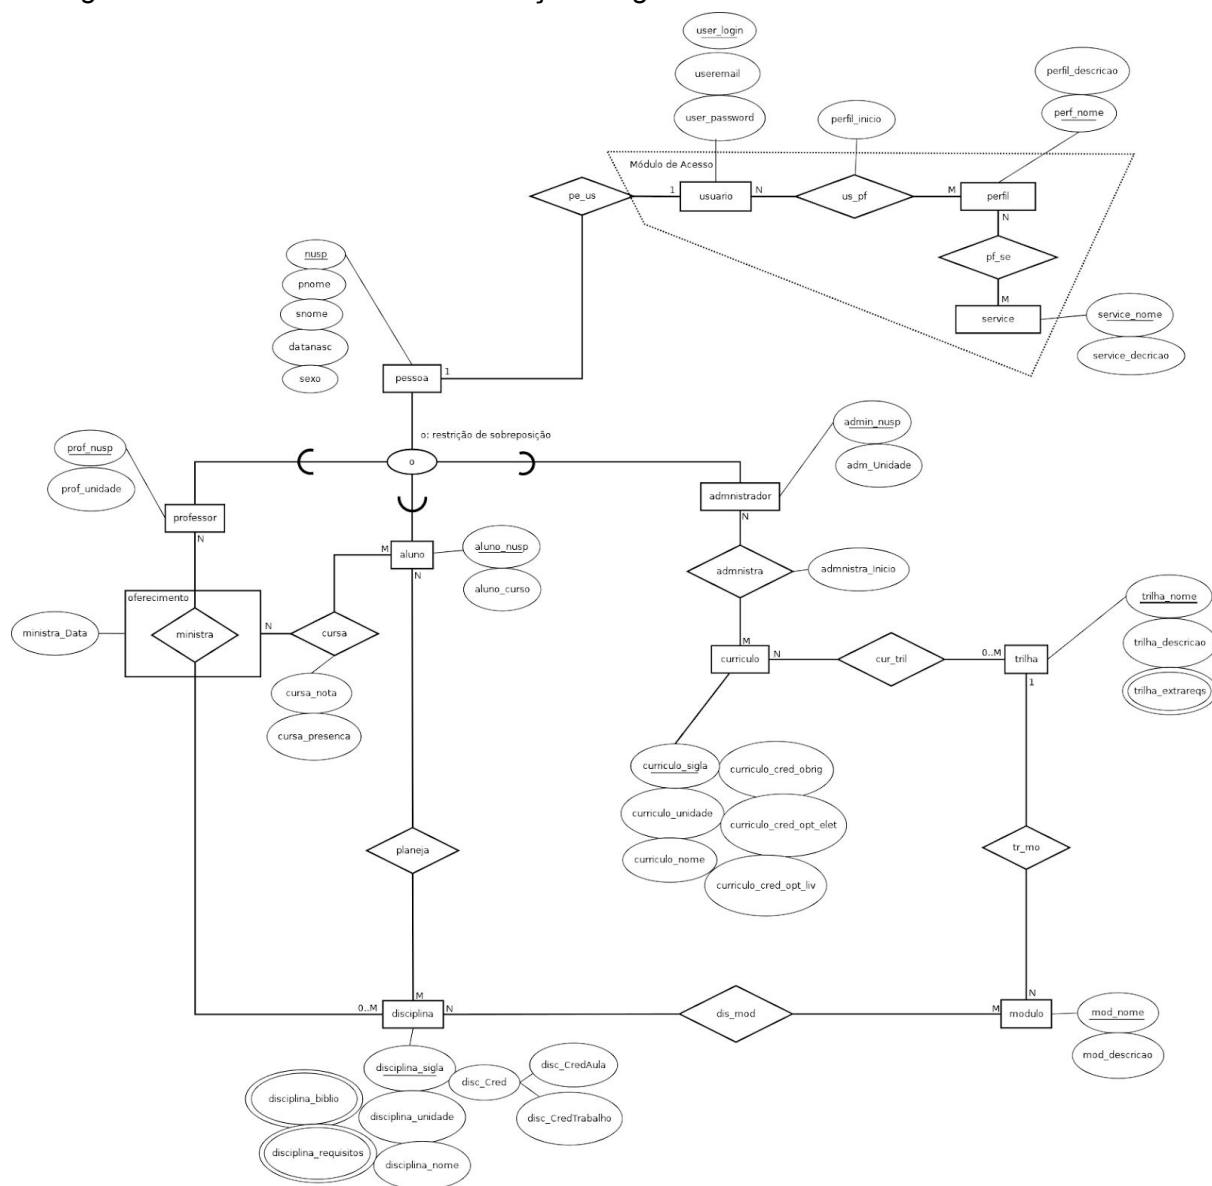 user_login
useremail
user_password
perfil_descricao
perf_nome
perfil_inicio
Módulo de Acesso
pe_us
1
usuario
N
us_pf
M
perfil
N
pf_se
M
service
service_nome
service_decricao
nusp
pnome
snome
datanasc
sexo
pessoa
1
o: restrição de sobreposição
o
prof_nusp
prof_unidade
professor
N
admin_nusp
adm_Unidade
admnistrador
N
M
aluno
N
aluno_nusp
aluno_curso
admnistra
admnistra_Inicio
oferecimento
ministra_Data
ministra
N
cursa
cursa_nota
cursa_presenca
M
curriculo
N
cur_tril
0..M
trilha
1
trilha_nome
trilha_descricao
trilha_extrareqs
curriculo_sigla
curriculo_cred_obrig
curriculo_unidade
curriculo_cred_opt_elet
curriculo_nome
curriculo_cred_opt_liv
planeja
tr_mo
M
0..M
disciplina
N
dis_mod
M
N
modulo
mod_nome
mod_descricao
disciplina_sigla
disc_Cred
disc_CredAula
disc_CredTrabalho
disciplina_biblio
disciplina_unidade
disciplina_requisitos
disciplina_nome